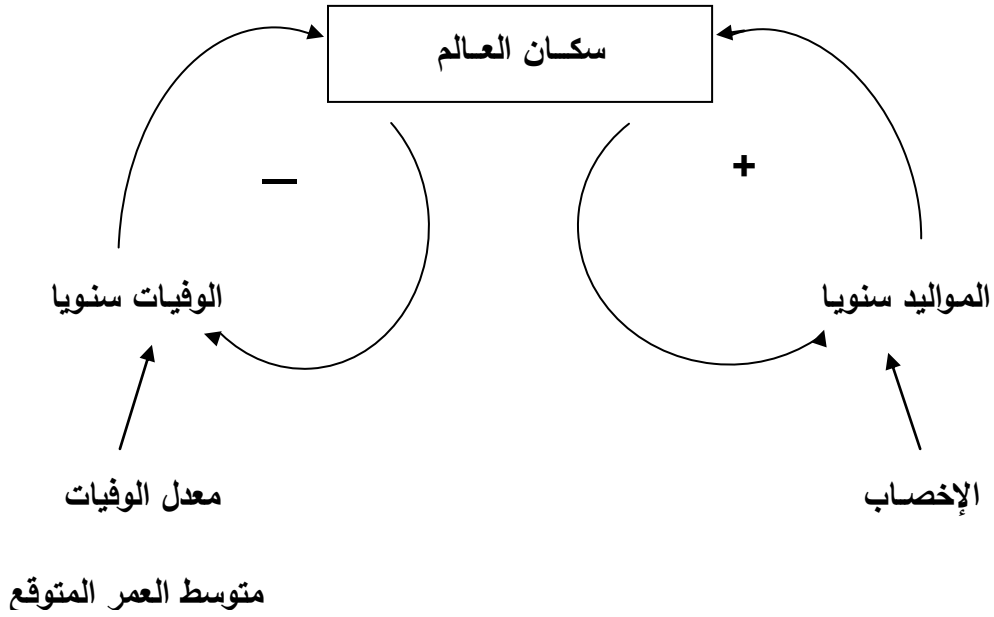 سكان العالم
+
—
المواليد سنويا
الوفيات سنويا
الإخصاب
معدل الوفيات
متوسط العمر المتوقع